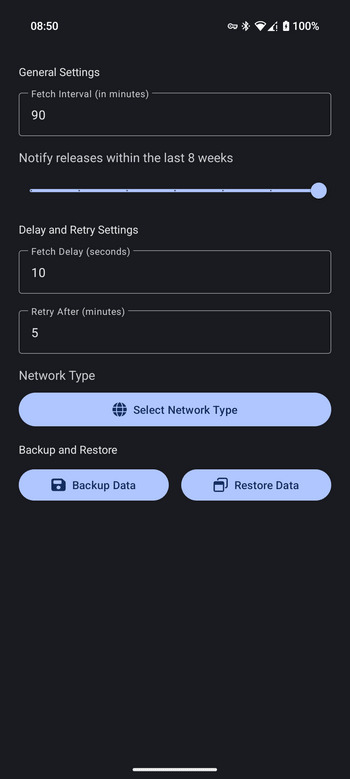 08:50
100%
General Settings
Fetch Interval (in minutes)
90
Notify releases within the last 8 weeks
Delay and Retry Settings
Fetch Delay (seconds)
10
Retry After (minutes)
5
Network Type
Select Network Type
Backup and Restore
Backup Data
Restore Data